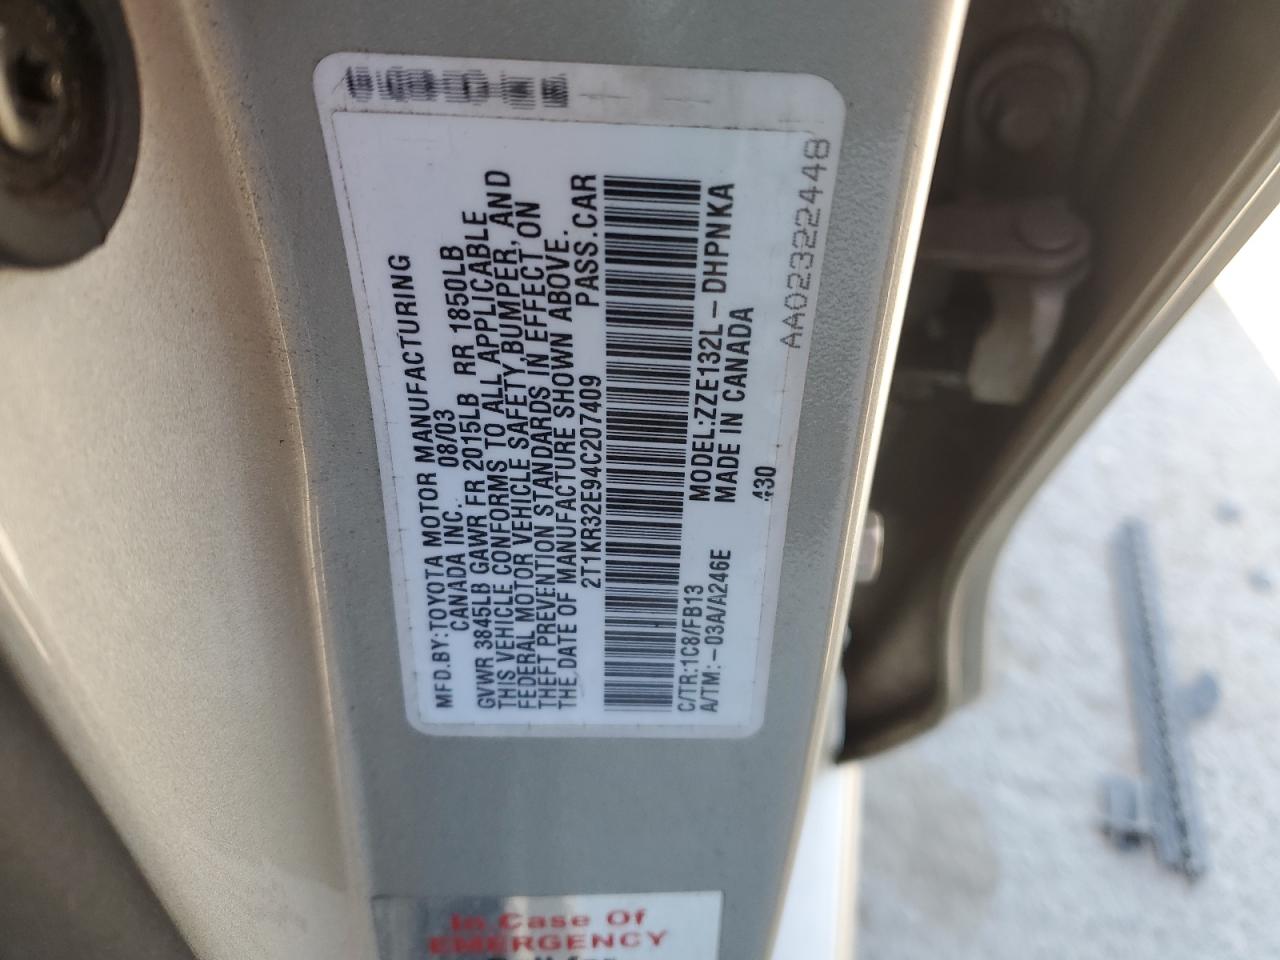 MFD.BY:TOYOTA MOTOR MANUFACTURING
CANADA INC. 08/03
GVWR 3845LB GAWR FR 2015LB RR 1850LB
THIS VEHICLE CONFORMS TO ALL APPLICABLE
FEDERAL MOTOR VEHICLE SAFETY,BUMPER, AND
THEFT PREVENTION STANDARDS IN EFFECT ON
THE DATE OF MANUFACTURE SHOWN ABOVE.
2T1KR32E94C207409 PASS.CAR
C/TR:1C8/FB13 MODEL:ZZE132L-DHPNKA
A/TM:-03A/A246E MADE IN CANADA
430
AA02322448
In Case Of
EMERGENCY